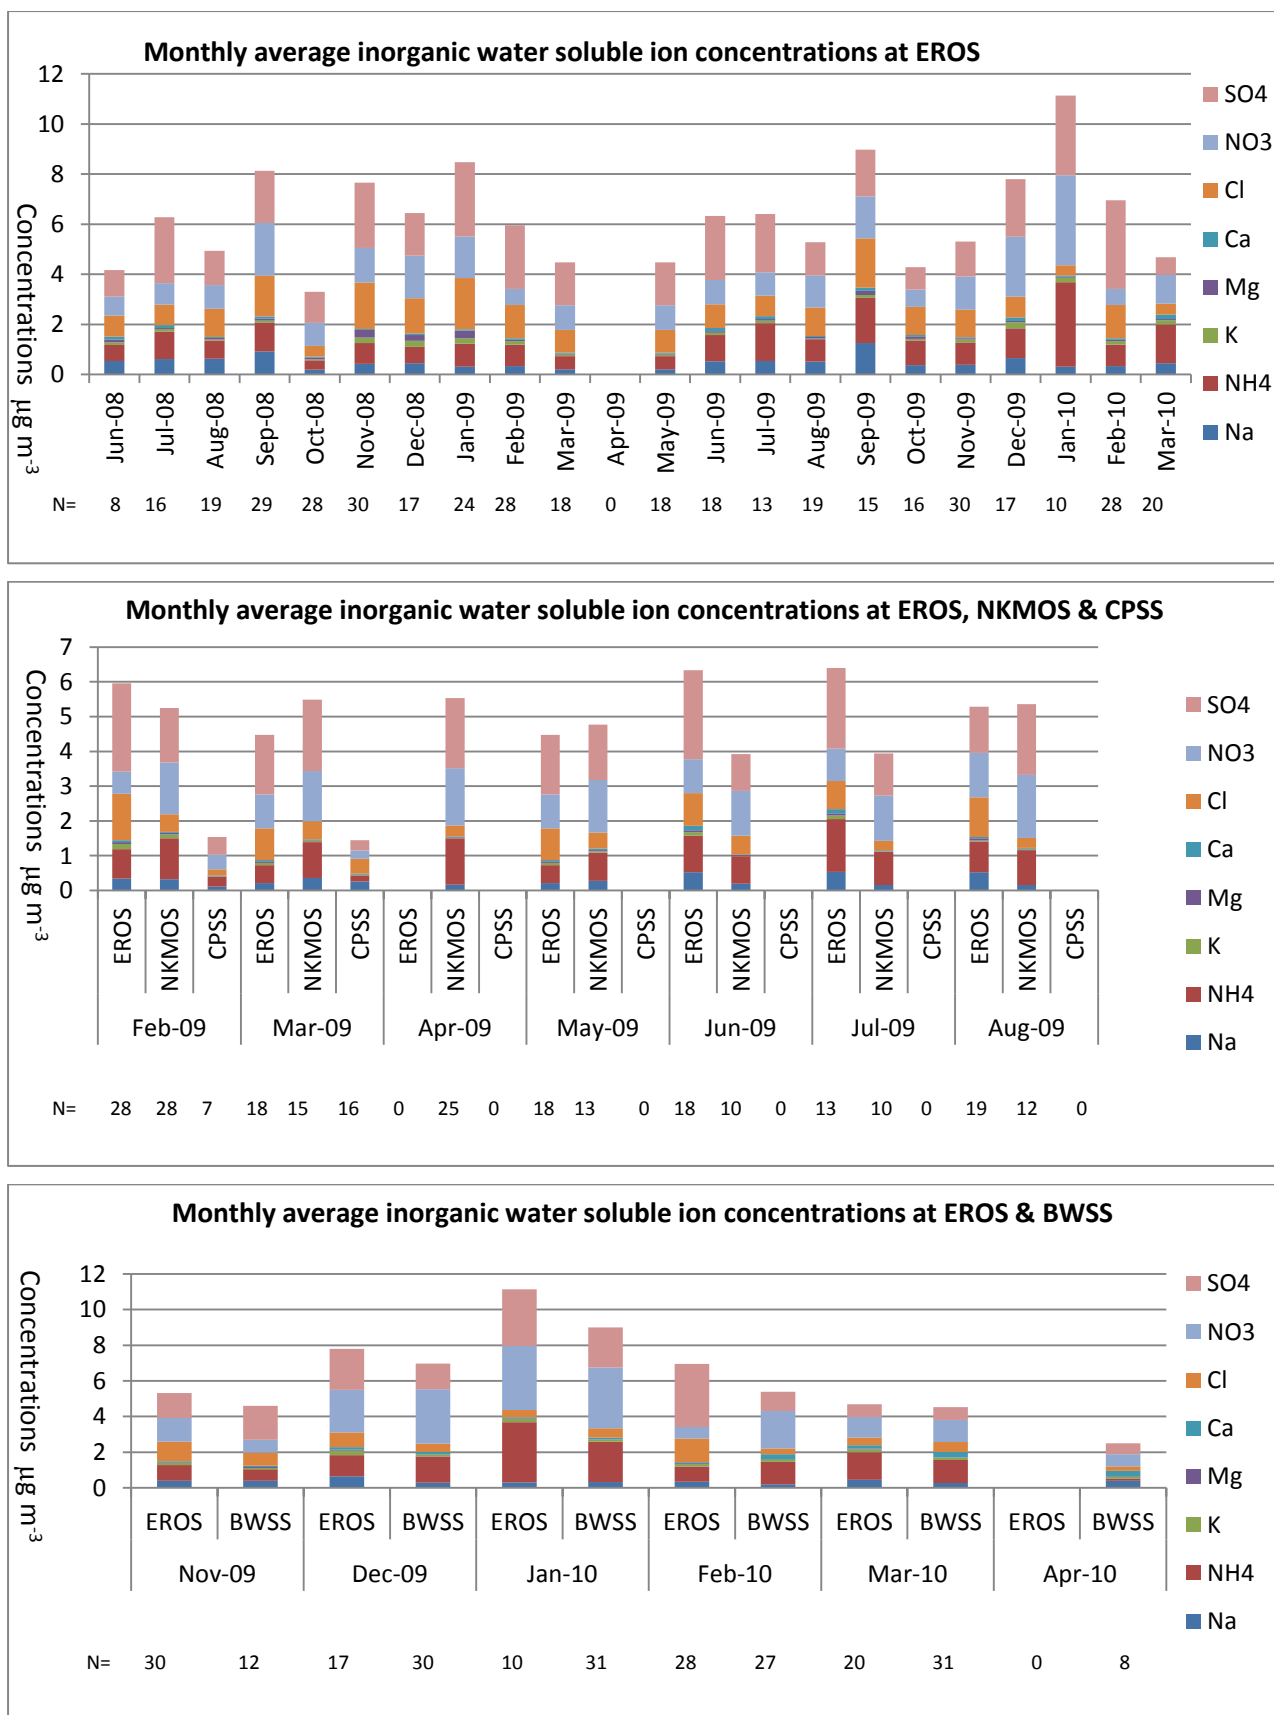 Monthly average inorganic water soluble ion concentrations at EROS
Concentrations µg m-3
12
10
8
6
4
2
0
Jun-08 Jul-08 Aug-08 Sep-08 Oct-08 Nov-08 Dec-08 Jan-09 Feb-09 Mar-09 Apr-09 May-09 Jun-09 Jul-09 Aug-09 Sep-09 Oct-09 Nov-09 Dec-09 Jan-10 Feb-10 Mar-10
N= 8 16 19 29 28 30 17 24 28 18 0 18 18 13 19 15 16 30 17 10 28 20
SO4
NO3
Cl
Ca
Mg
K
NH4
Na
Monthly average inorganic water soluble ion concentrations at EROS, NKMOS & CPSS
Concentrations µg m-3
7
6
5
4
3
2
1
0
EROS NKMOS CPSS EROS NKMOS CPSS EROS NKMOS CPSS EROS NKMOS CPSS EROS NKMOS CPSS EROS NKMOS CPSS EROS NKMOS CPSS
Feb-09 Mar-09 Apr-09 May-09 Jun-09 Jul-09 Aug-09
N= 28 28 7 18 15 16 0 25 0 18 13 0 18 10 0 13 10 0 19 12 0
SO4
NO3
Cl
Ca
Mg
K
NH4
Na
Monthly average inorganic water soluble ion concentrations at EROS & BWSS
Concentrations µg m-3
12
10
8
6
4
2
0
EROS BWSS EROS BWSS EROS BWSS EROS BWSS EROS BWSS EROS BWSS
Nov-09 Dec-09 Jan-10 Feb-10 Mar-10 Apr-10
N= 30 12 17 30 10 31 28 27 20 31 0 8
SO4
NO3
Cl
Ca
Mg
K
NH4
Na